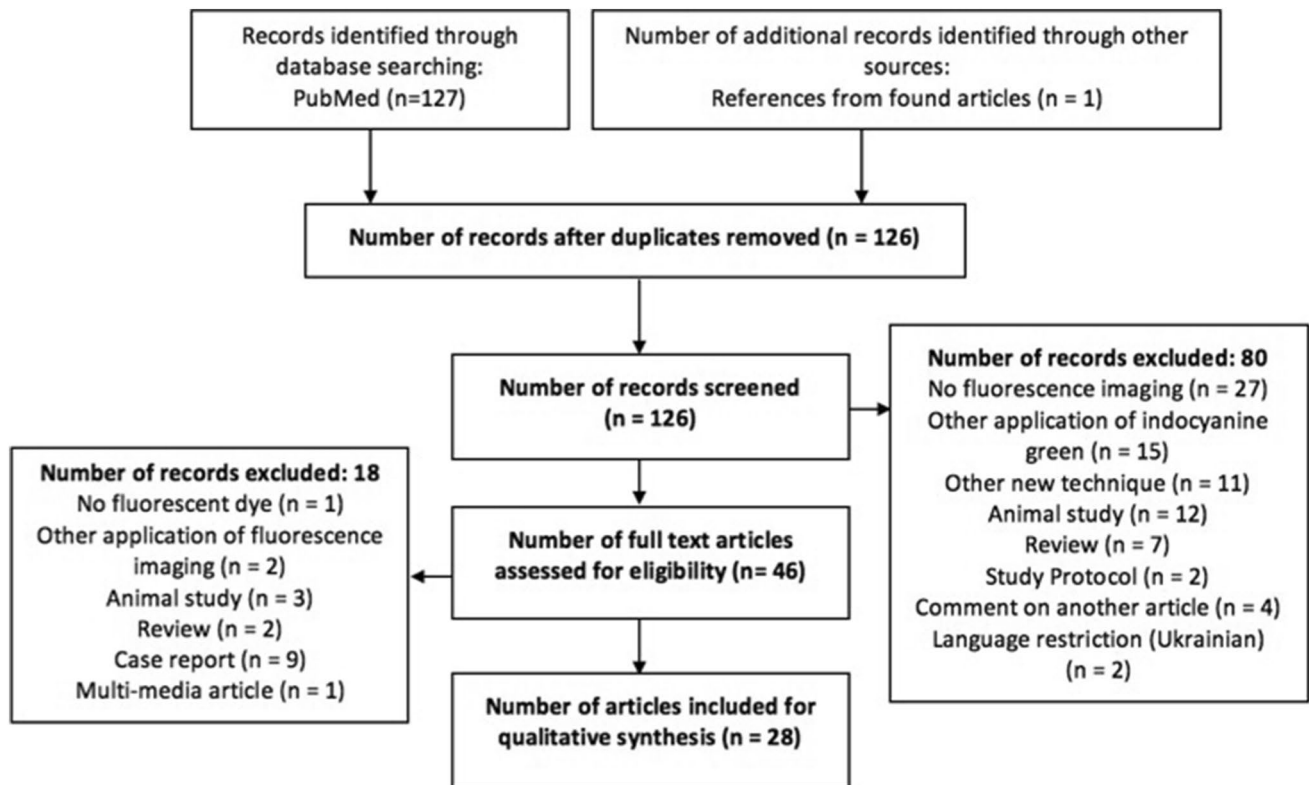 Records identified through
database searching:
PubMed (n=127)
Number of additional records identified through other
sources:
References from found articles (n = 1)
Number of records after duplicates removed (n = 126)
Number of records screened
(n = 126)
Number of records excluded: 80
No fluorescence imaging (n = 27)
Other application of indocyanine
green (n = 15)
Other new technique (n = 11)
Animal study (n = 12)
Review (n = 7)
Study Protocol (n = 2)
Comment on another article (n = 4)
Language restriction (Ukrainian)
(n = 2)
Number of full text articles
assessed for eligibility (n= 46)
Number of records excluded: 18
No fluorescent dye (n = 1)
Other application of fluorescence
imaging (n = 2)
Animal study (n = 3)
Review (n = 2)
Case report (n = 9)
Multi-media article (n = 1)
Number of articles included for
qualitative synthesis (n = 28)